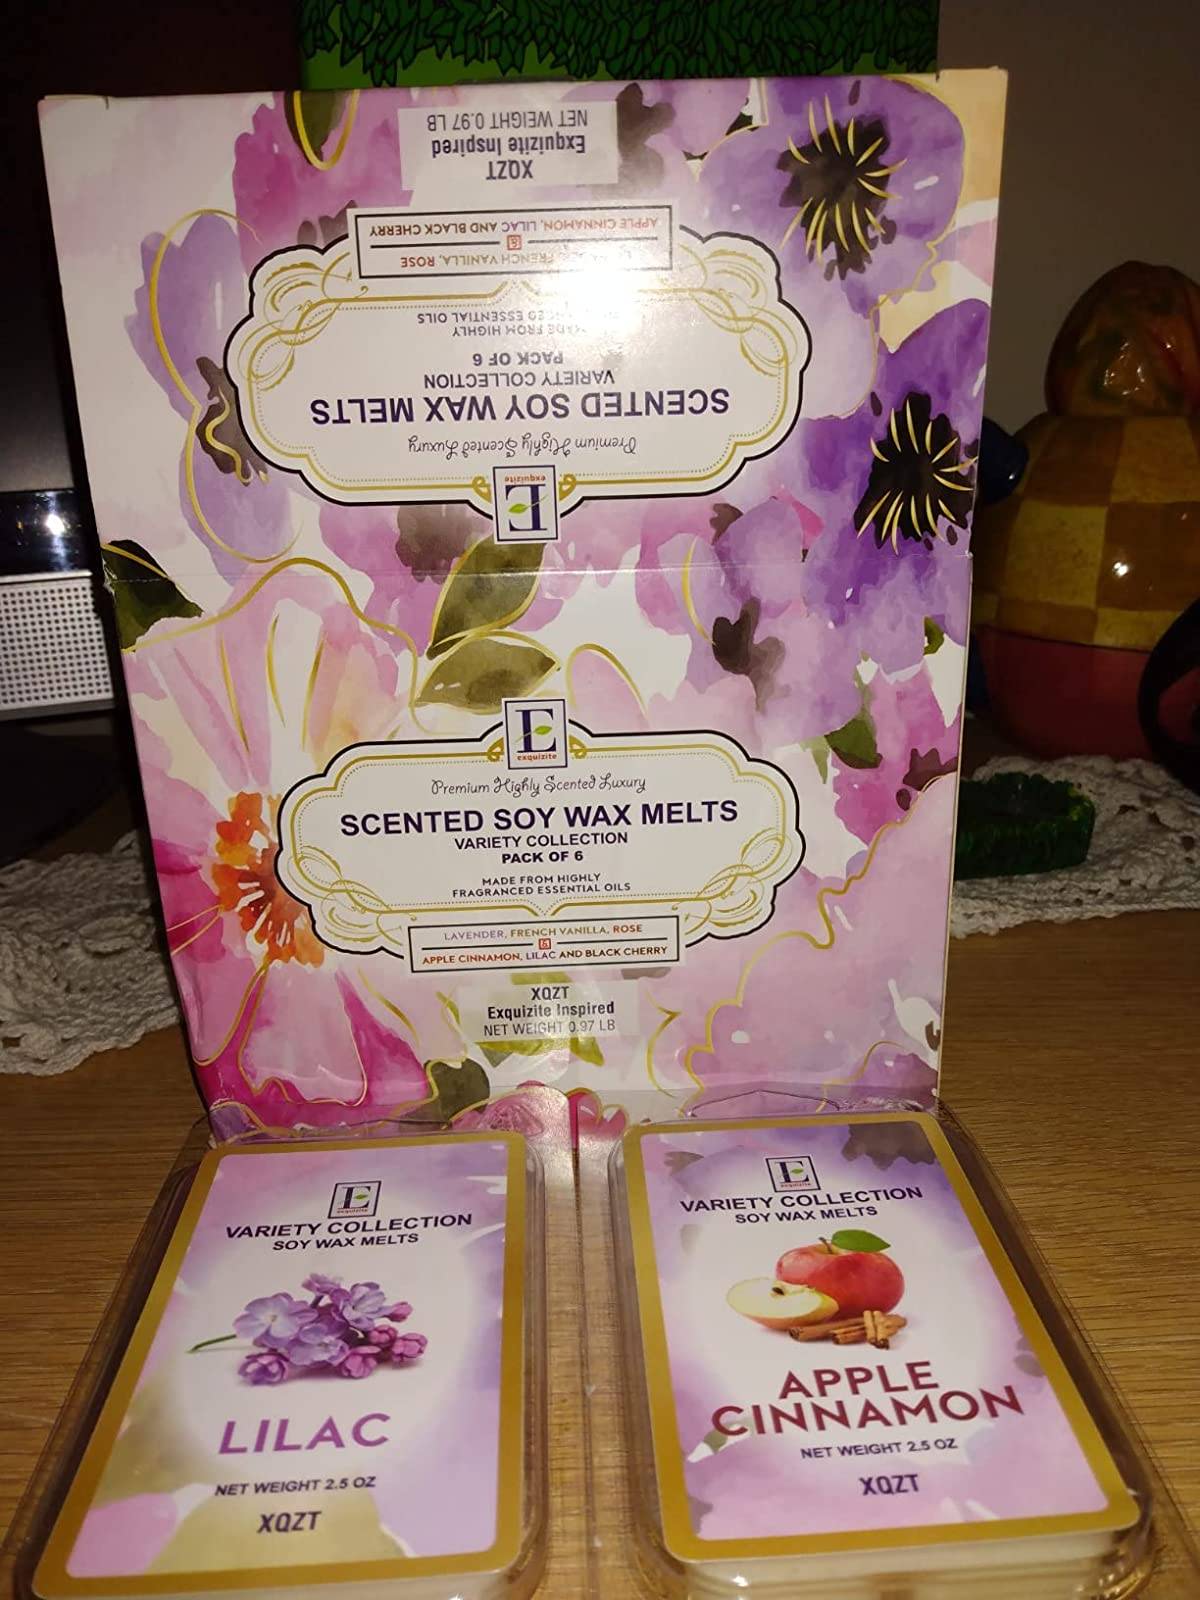 XQZT
Exquizite Inspired
NET WEIGHT 0.97 LB
APPLE CINNAMON, LILAC AND BLACK CHERRY
&
FRENCH VANILLA, ROSE
ESSENTIAL OILS
MADE FROM HIGHLY
PACK OF 6
VARIETY COLLECTION
SCENTED SOY WAX MELTS
Premium Highly Scented Luxury
E
exquizite
E
exquizite
Premium Highly Scented Luxury
SCENTED SOY WAX MELTS
VARIETY COLLECTION
PACK OF 6
MADE FROM HIGHLY
FRAGRANCED ESSENTIAL OILS
LAVENDER, FRENCH VANILLA, ROSE
&
APPLE CINNAMON, LILAC AND BLACK CHERRY
XQZT
Exquizite Inspired
NET WEIGHT 0.97 LB
E
exquizite
VARIETY COLLECTION
SOY WAX MELTS
LILAC
NET WEIGHT 2.5 OZ
XQZT
E
exquizite
VARIETY COLLECTION
SOY WAX MELTS
APPLE
CINNAMON
NET WEIGHT 2.5 OZ
XQZT